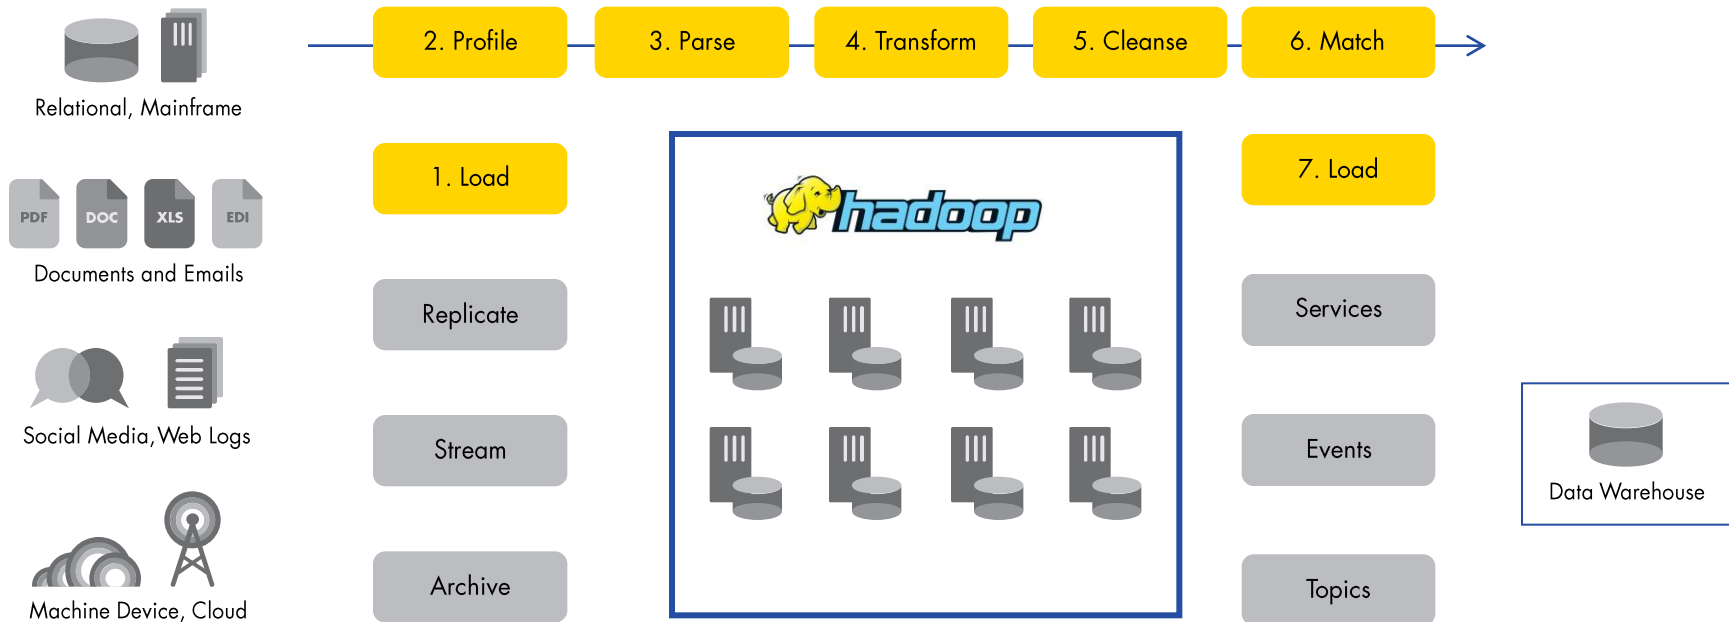 2. Profile
3. Parse
4. Transform
5. Cleanse
6. Match
Relational, Mainframe
1. Load
7. Load
hadoop
PDF
DOC
XLS
EDI
Documents and Emails
Replicate
Services
Social Media, Web Logs
Stream
Events
Data Warehouse
Archive
Topics
Machine Device, Cloud